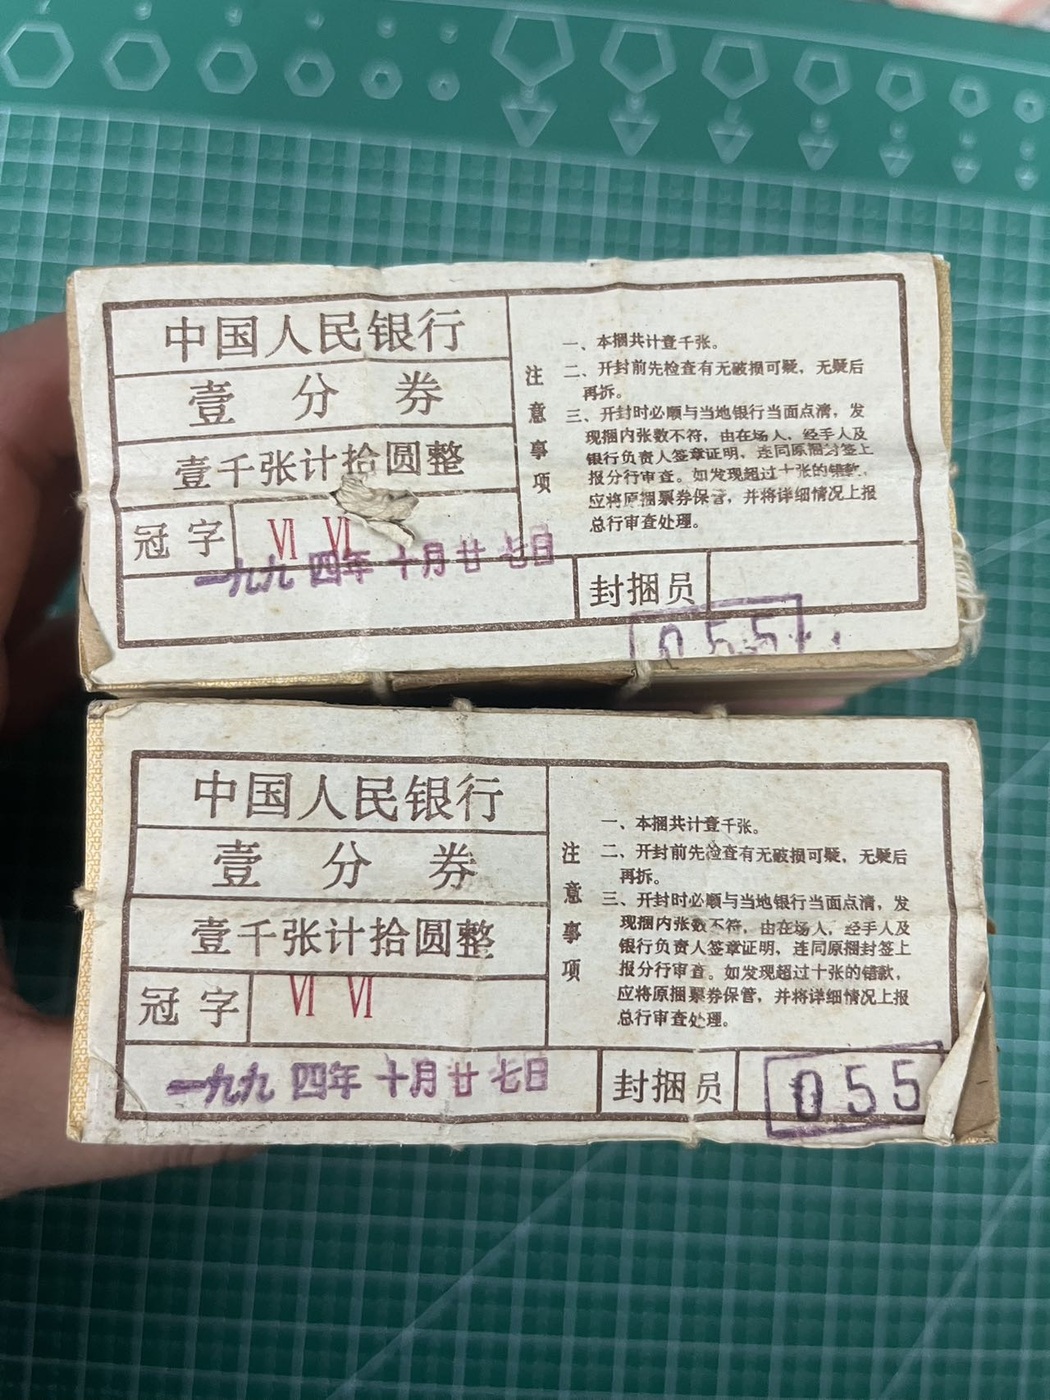 中国人民银行
壹分券
壹千张计拾圆整
冠字 Ⅵ Ⅵ
一九九四年十月廿七日
注意事项
一、本捆共计壹千张。
二、开封前先检查有无破损可疑，无疑后
再拆。
三、开封时必顺与当地银行当面点清，发
现捆内张数不符，由在场人，经手人及
银行负责人签章证明，连同原捆封签上
报分行审查。如发现超过十张的错款，
应将原捆票券保管，并将详细情况上报
总行审查处理。
封捆员
055
中国人民银行
壹分券
壹千张计拾圆整
冠字 Ⅵ Ⅵ
一九九四年十月廿七日
注意事项
一、本捆共计壹千张。
二、开封前先检查有无破损可疑，无疑后
再拆。
三、开封时必顺与当地银行当面点清，发
现捆内张数不符，由在场人，经手人及
银行负责人签章证明，连同原捆封签上
报分行审查。如发现超过十张的错款，
应将原捆票券保管，并将详细情况上报
总行审查处理。
封捆员 055